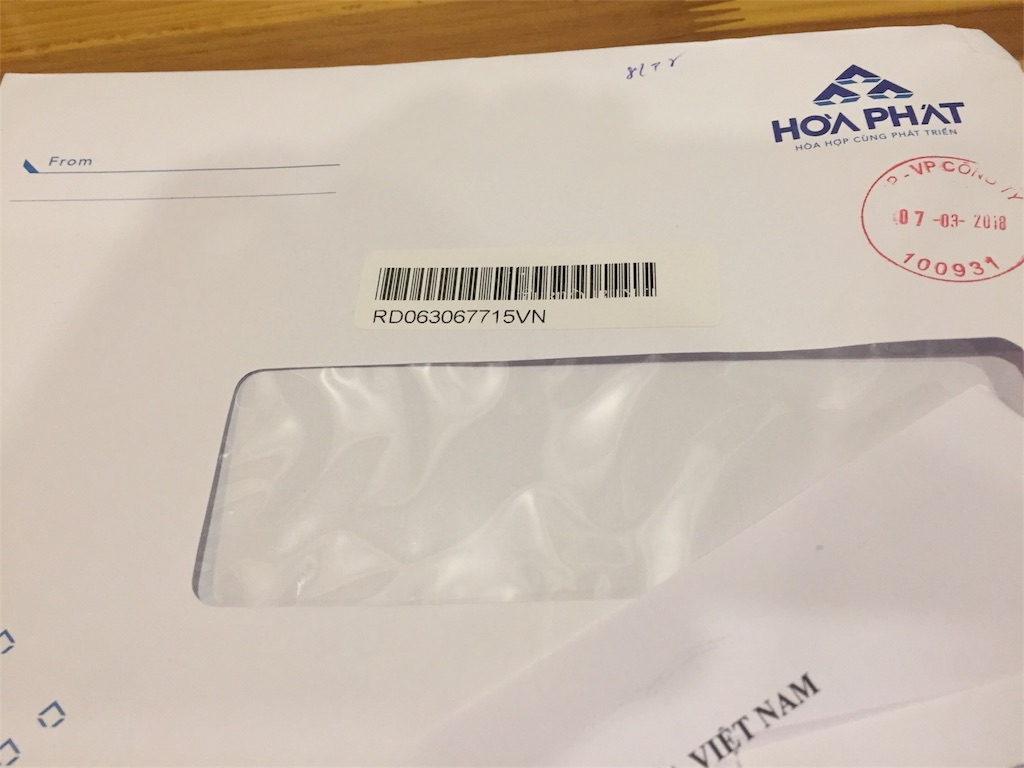 HÒA PHÁT
HÒA HỢP CÙNG PHÁT TRIỂN
From
VP CÔNG TY
07-03-2018
100931
RD063067715VN
VIỆT NAM